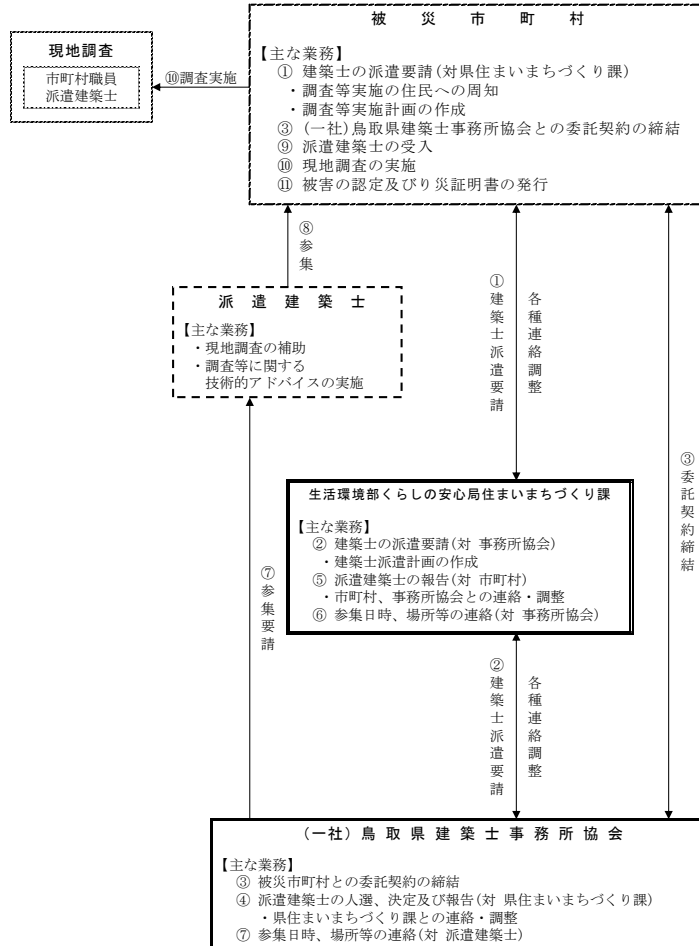 被災市町村
【主な業務】
① 建築士の派遣要請(対県住まいまちづくり課)
・調査等実施の住民への周知
・調査等実施計画の作成
③ (一社)鳥取県建築士事務所協会との委託契約の締結
⑨ 派遣建築士の受入
⑩ 現地調査の実施
⑪ 被害の認定及びり災証明書の発行
現地調査
市町村職員
派遣建築士
⑩調査実施
⑧参集
派遣建築士
【主な業務】
・現地調査の補助
・調査等に関する
技術的アドバイスの実施
①建築士派遣要請
各種連絡調整
③委託契約締結
生活環境部くらしの安心局住まいまちづくり課
【主な業務】
② 建築士の派遣要請(対 事務所協会)
・建築士派遣計画の作成
⑤ 派遣建築士の報告(対 市町村)
・市町村、事務所協会との連絡・調整
⑥ 参集日時、場所等の連絡(対 事務所協会)
⑦参集要請
②建築士派遣要請
各種連絡調整
(一社)鳥取県建築士事務所協会
【主な業務】
③ 被災市町村との委託契約の締結
④ 派遣建築士の人選、決定及び報告(対 県住まいまちづくり課)
・県住まいまちづくり課との連絡・調整
⑦ 参集日時、場所等の連絡(対 派遣建築士)